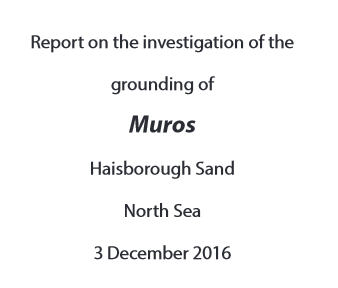 Report on the investigation of the
grounding of
Muros
Haisborough Sand
North Sea
3 December 2016